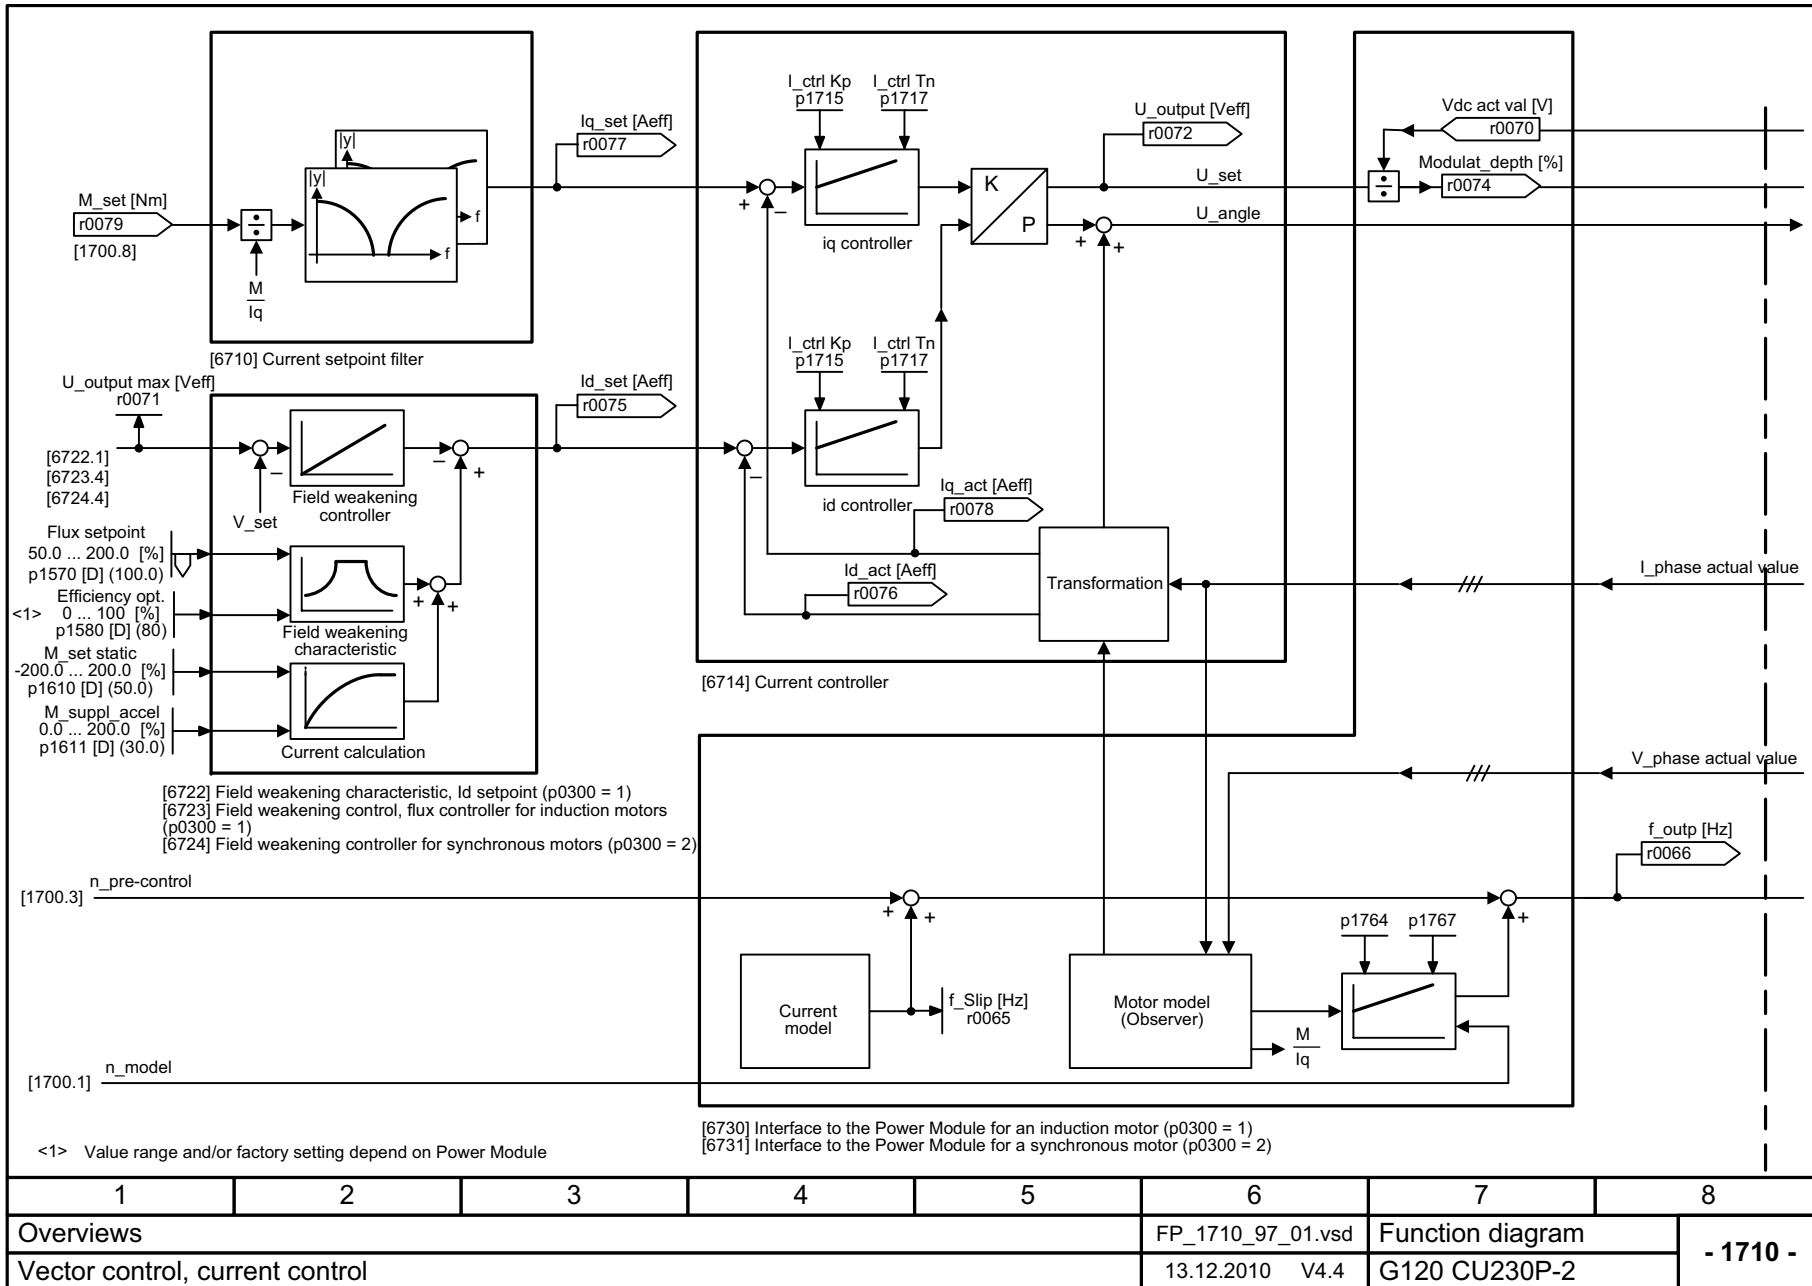 M_set [Nm]
r0079
[1700.8]
M
Iq
|y|
|y|
f
f
[6710] Current setpoint filter
Iq_set [Aeff]
r0077
I_ctrl Kp
p1715
I_ctrl Tn
p1717
iq controller
K
P
U_output [Veff]
r0072
U_set
U_angle
Vdc act val [V]
r0070
Modulat_depth [%]
r0074
U_output max [Veff]
r0071
[6722.1]
[6723.4]
[6724.4]
V_set
Field weakening
controller
Id_set [Aeff]
r0075
I_ctrl Kp
p1715
I_ctrl Tn
p1717
id controller
Iq_act [Aeff]
r0078
Id_act [Aeff]
r0076
Transformation
I_phase actual value
Flux setpoint
50.0 ... 200.0 [%]
p1570 [D] (100.0)
Efficiency opt.
<1> 0 ... 100 [%]
p1580 [D] (80)
Field weakening
characteristic
M_set static
-200.0 ... 200.0 [%]
p1610 [D] (50.0)
M_suppl_accel
0.0 ... 200.0 [%]
p1611 [D] (30.0)
Current calculation
[6714] Current controller
V_phase actual value
[6722] Field weakening characteristic, Id setpoint (p0300 = 1)
[6723] Field weakening control, flux controller for induction motors
(p0300 = 1)
[6724] Field weakening controller for synchronous motors (p0300 = 2)
f_outp [Hz]
r0066
n_pre-control
[1700.3]
p1764
p1767
Current
model
f_Slip [Hz]
r0065
Motor model
(Observer)
M
Iq
n_model
[1700.1]
[6730] Interface to the Power Module for an induction motor (p0300 = 1)
[6731] Interface to the Power Module for a synchronous motor (p0300 = 2)
<1> Value range and/or factory setting depend on Power Module
1 2 3 4 5 6 7 8
Overviews
FP_1710_97_01.vsd
Function diagram
- 1710 -
Vector control, current control
13.12.2010 V4.4
G120 CU230P-2